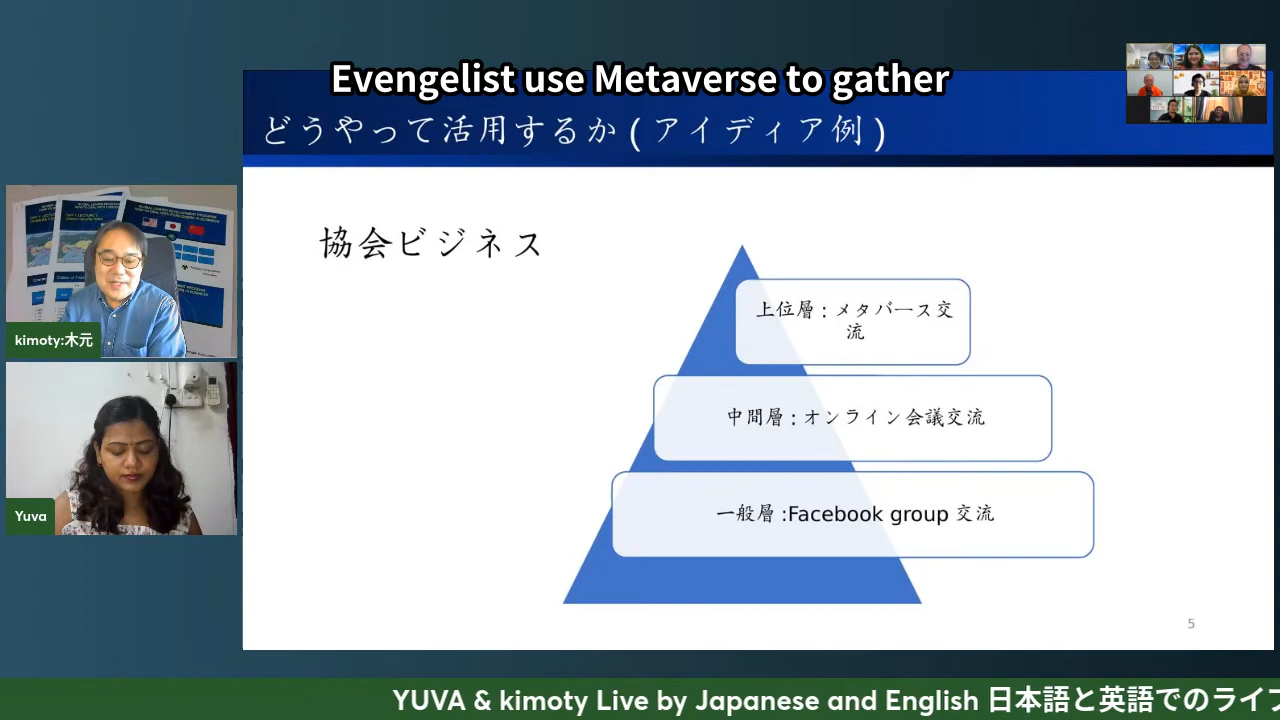 Evengelist use Metaverse to gather
どうやって活用するか(アイディア例)
協会ビジネス
上位層：メタバース交
流
中間層：オンライン会議交流
一般層:Facebook group 交流
5
kimoty:木元
Yuva
YUVA & kimoty Live by Japanese and English 日本語と英語でのライブ